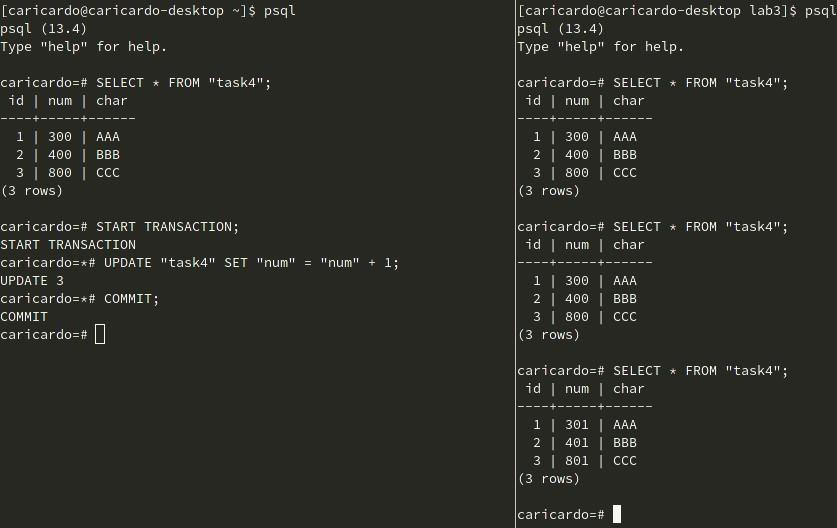 [caricardo@caricardo-desktop ~]$ psql
psql (13.4)
Type "help" for help.
caricardo=# SELECT * FROM "task4";
 id | num | char
----+-----+------
  1 | 300 | AAA
  2 | 400 | BBB
  3 | 800 | CCC
(3 rows)
caricardo=# START TRANSACTION;
START TRANSACTION
caricardo=*# UPDATE "task4" SET "num" = "num" + 1;
UPDATE 3
caricardo=*# COMMIT;
COMMIT
caricardo=#
[caricardo@caricardo-desktop lab3]$ psql
psql (13.4)
Type "help" for help.
caricardo=# SELECT * FROM "task4";
 id | num | char
----+-----+------
  1 | 300 | AAA
  2 | 400 | BBB
  3 | 800 | CCC
(3 rows)
caricardo=# SELECT * FROM "task4";
 id | num | char
----+-----+------
  1 | 300 | AAA
  2 | 400 | BBB
  3 | 800 | CCC
(3 rows)
caricardo=# SELECT * FROM "task4";
 id | num | char
----+-----+------
  1 | 301 | AAA
  2 | 401 | BBB
  3 | 801 | CCC
(3 rows)
caricardo=#